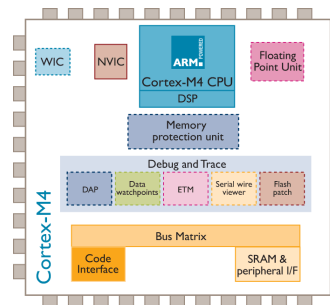 WIC
NVIC
ARM POWERED
Cortex-M4 CPU
DSP
Floating
Point Unit
Memory
protection unit
Debug and Trace
DAP
Data
watchpoints
ETM
Serial wire
viewer
Flash
patch
Bus Matrix
Code
Interface
SRAM &
peripheral I/F
Cortex-M4